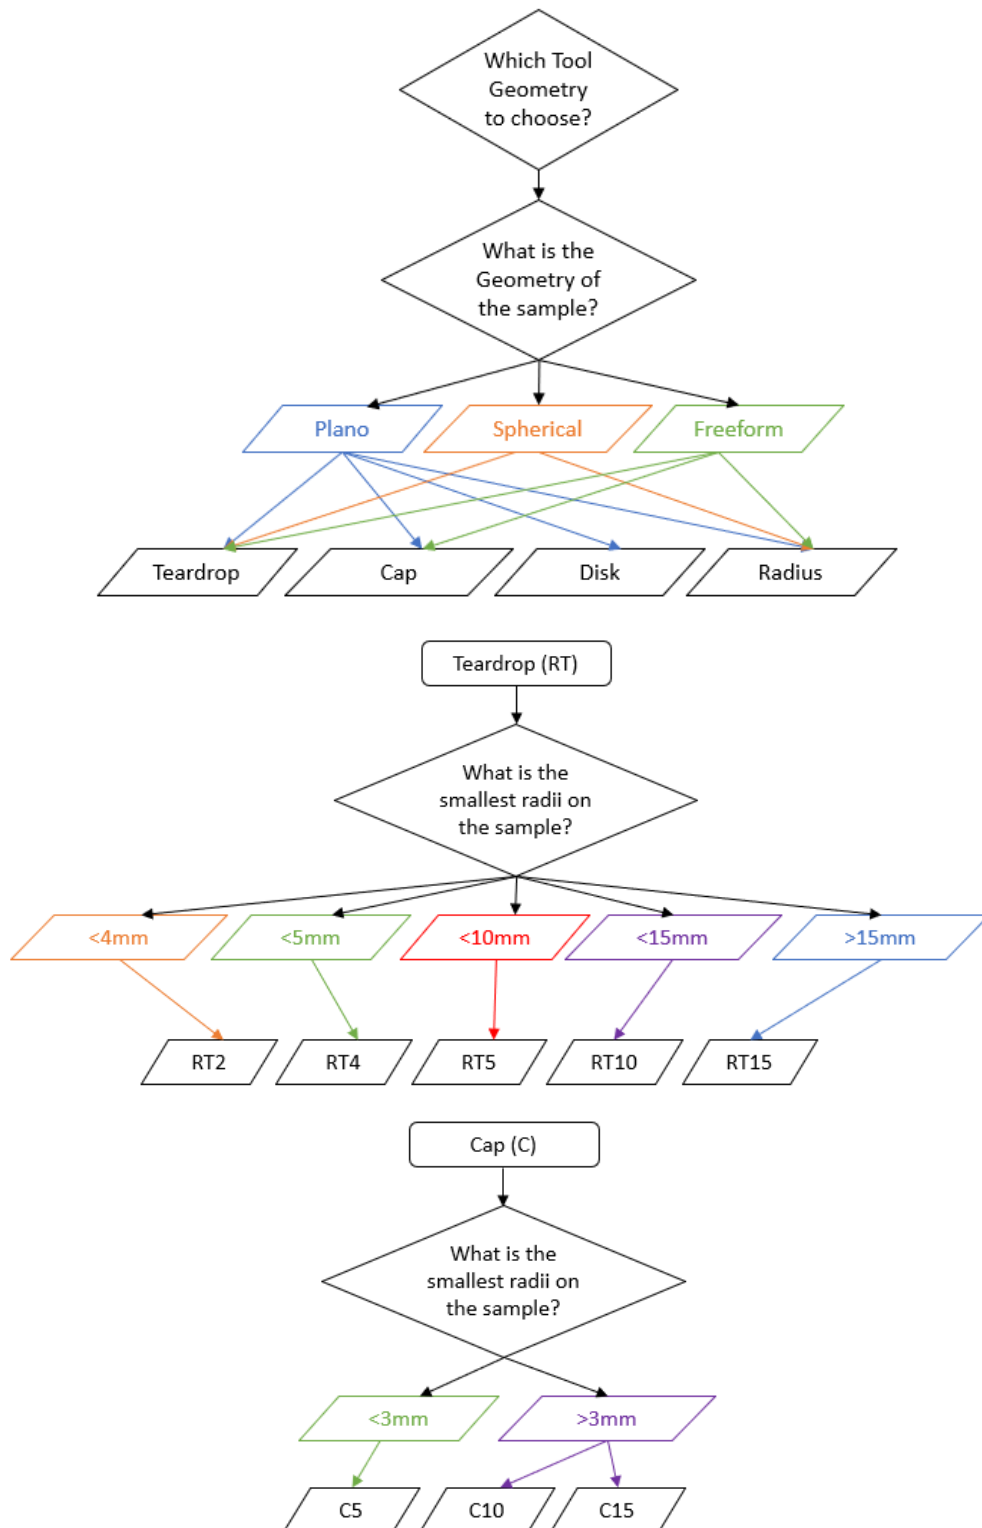 Which Tool
Geometry
to choose?
What is the
Geometry of
the sample?
Plano
Spherical
Freeform
Teardrop
Cap
Disk
Radius
Teardrop (RT)
What is the
smallest radii on
the sample?
<4mm
<5mm
<10mm
<15mm
>15mm
RT2
RT4
RT5
RT10
RT15
Cap (C)
What is the
smallest radii on
the sample?
<3mm
>3mm
C5
C10
C15